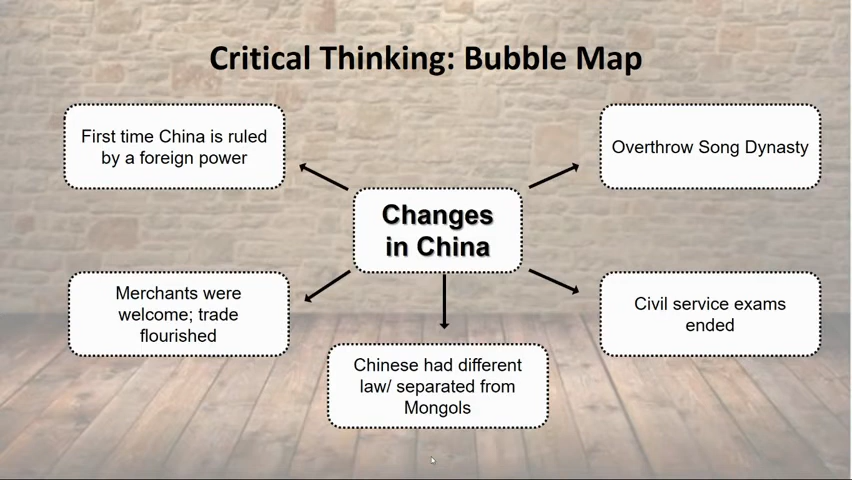 Critical Thinking: Bubble Map
First time China is ruled
by a foreign power
Overthrow Song Dynasty
Changes
in China
Merchants were
welcome; trade
flourished
Civil service exams
ended
Chinese had different
law/ separated from
Mongols